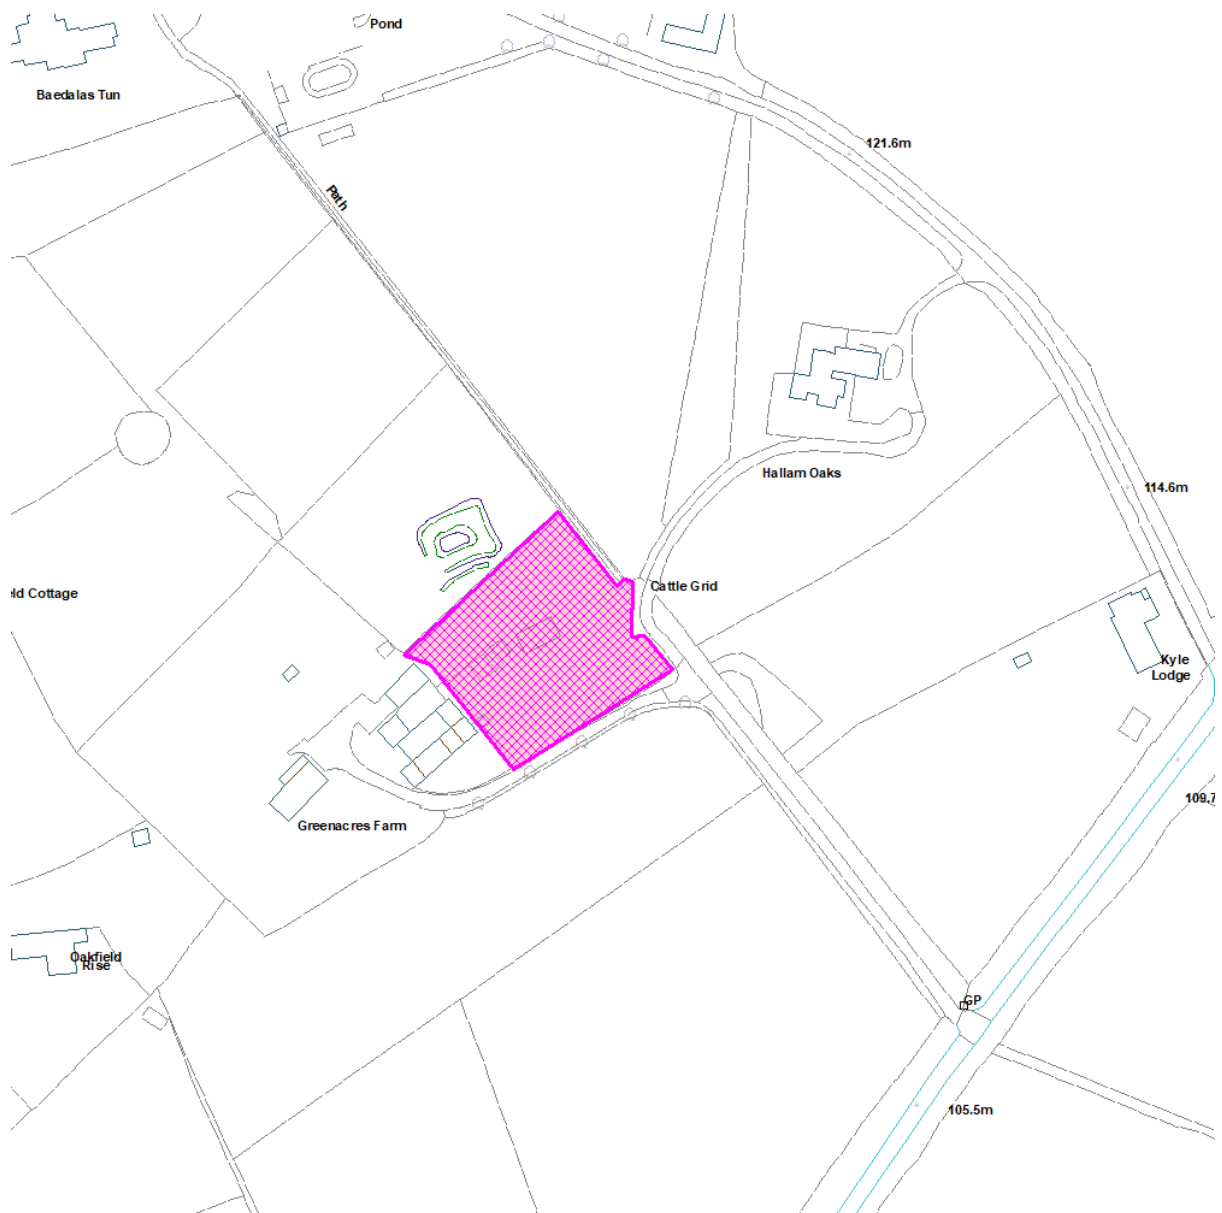 Pond
Baedalas Tun
121.6m
Path
Hallam Oaks
114.6m
Cattle Grid
ld Cottage
Kyle
Lodge
109.7
Greenacres Farm
Oakfield
Rise
GP
105.5m